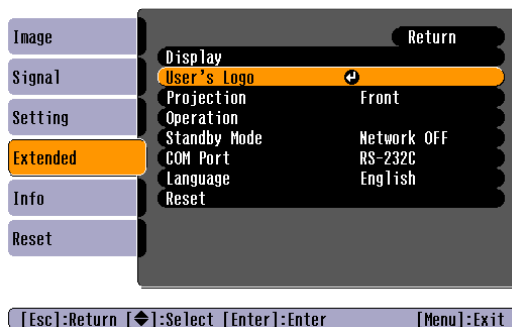 Image
Signal
Setting
Extended
Info
Reset
Return
Display
User's Logo
Projection Front
Operation
Standby Mode Network OFF
COM Port RS-232C
Language English
Reset
[Esc]:Return [◆]:Select [Enter]:Enter [Menu]:Exit